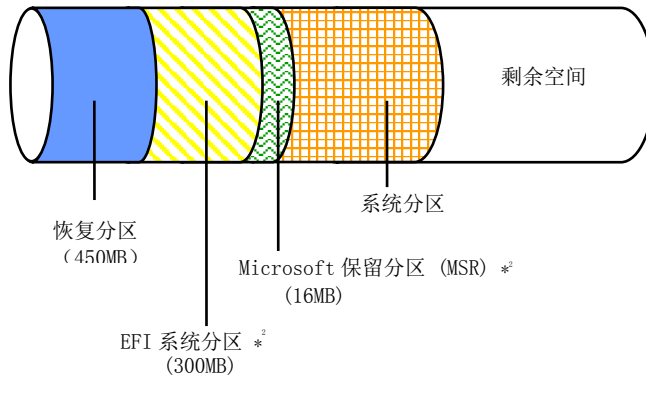 剩余空间
系统分区
恢复分区
(450MB)
Microsoft 保留分区 (MSR) *²
(16MB)
EFI 系统分区 *²
(300MB)